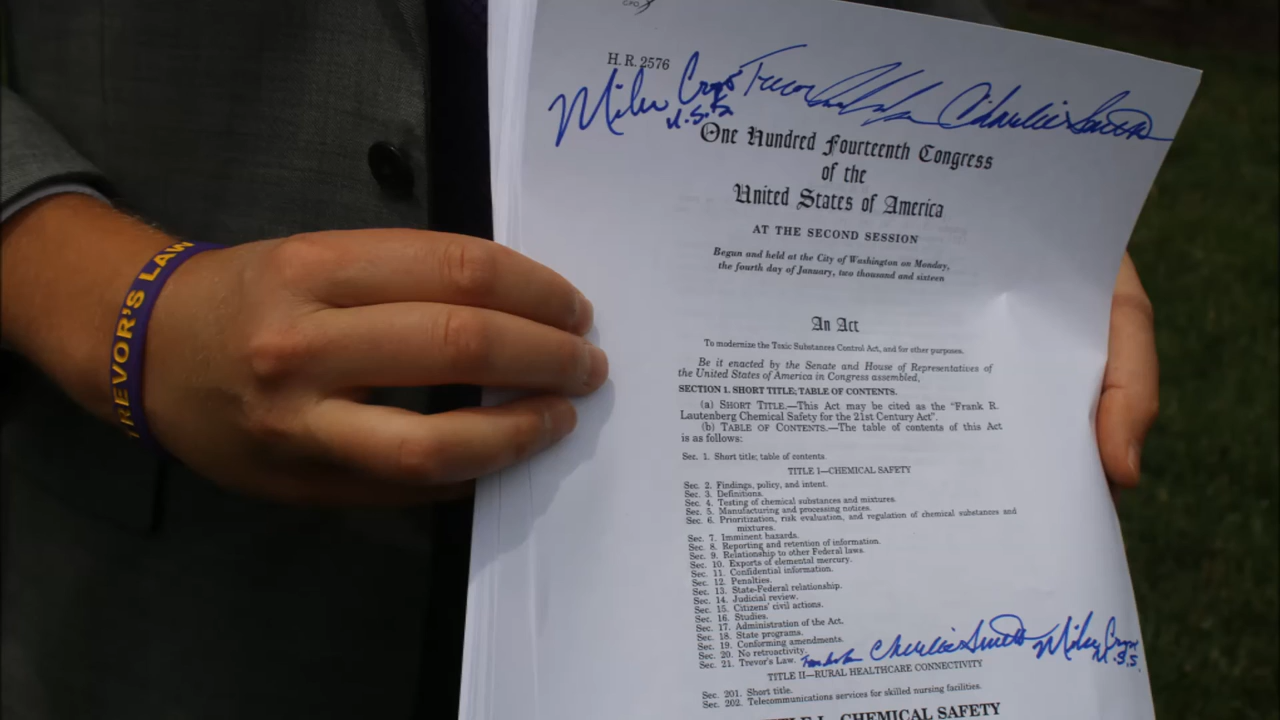 GPO
H. R. 2576
Mike Crapo Trevor Charlie Smith
U.S.S.
One Hundred Fourteenth Congress
of the
United States of America
AT THE SECOND SESSION
Begun and held at the City of Washington on Monday,
the fourth day of January, two thousand and sixteen
An Act
To modernize the Toxic Substances Control Act, and for other purposes.
Be it enacted by the Senate and House of Representatives of
the United States of America in Congress assembled,
SECTION 1. SHORT TITLE; TABLE OF CONTENTS.
(a) SHORT TITLE.—This Act may be cited as the “Frank R.
Lautenberg Chemical Safety for the 21st Century Act”.
(b) TABLE OF CONTENTS.—The table of contents of this Act
is as follows:
Sec. 1. Short title; table of contents.
TITLE I—CHEMICAL SAFETY
Sec. 2. Findings, policy, and intent.
Sec. 3. Definitions.
Sec. 4. Testing of chemical substances and mixtures.
Sec. 5. Manufacturing and processing notices.
Sec. 6. Prioritization, risk evaluation, and regulation of chemical substances and
mixtures.
Sec. 7. Imminent hazards.
Sec. 8. Reporting and retention of information.
Sec. 9. Relationship to other Federal laws.
Sec. 10. Exports of elemental mercury.
Sec. 11. Confidential information.
Sec. 12. Penalties.
Sec. 13. State-Federal relationship.
Sec. 14. Judicial review.
Sec. 15. Citizens’ civil actions.
Sec. 16. Studies.
Sec. 17. Administration of the Act.
Sec. 18. State programs.
Sec. 19. Conforming amendments.
Sec. 20. No retroactivity.
Sec. 21. Trevor’s Law. Charlie Smith Mike Crapo
U.S.S.
TITLE II—RURAL HEALTHCARE CONNECTIVITY
Sec. 201. Short title.
Sec. 202. Telecommunications services for skilled nursing facilities.
TITLE I—CHEMICAL SAFETY
TREVOR'S LAW